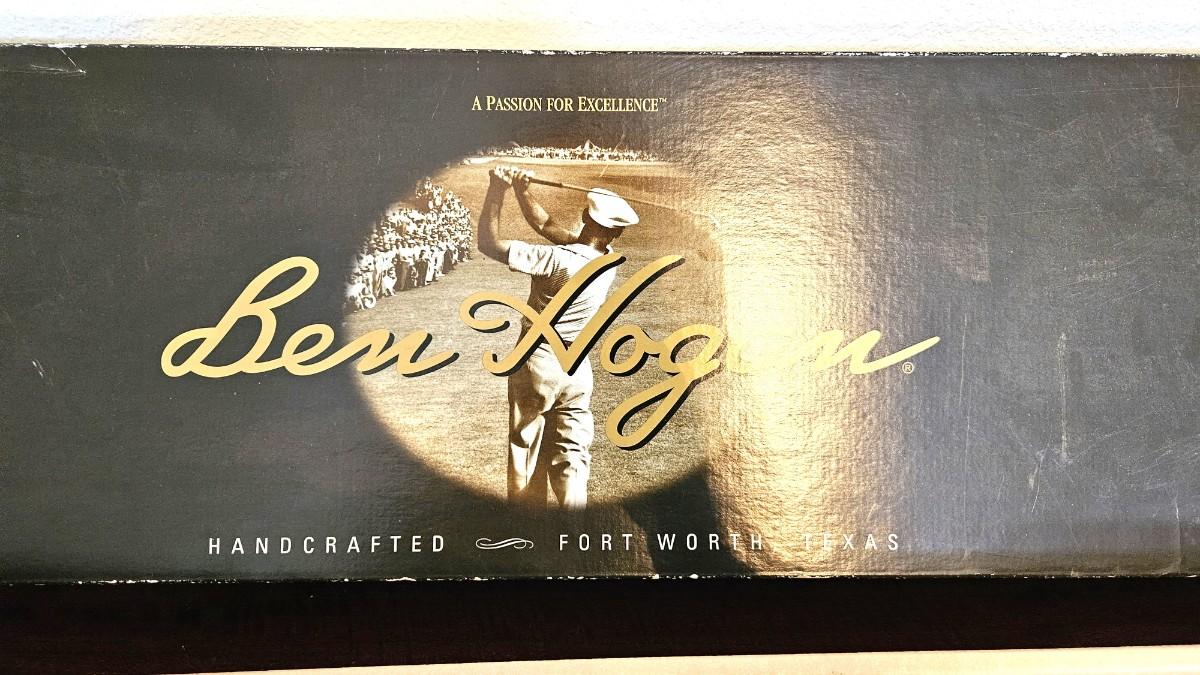 A PASSION FOR EXCELLENCE™
Ben Hogan®
HANDCRAFTED FORT WORTH TEXAS